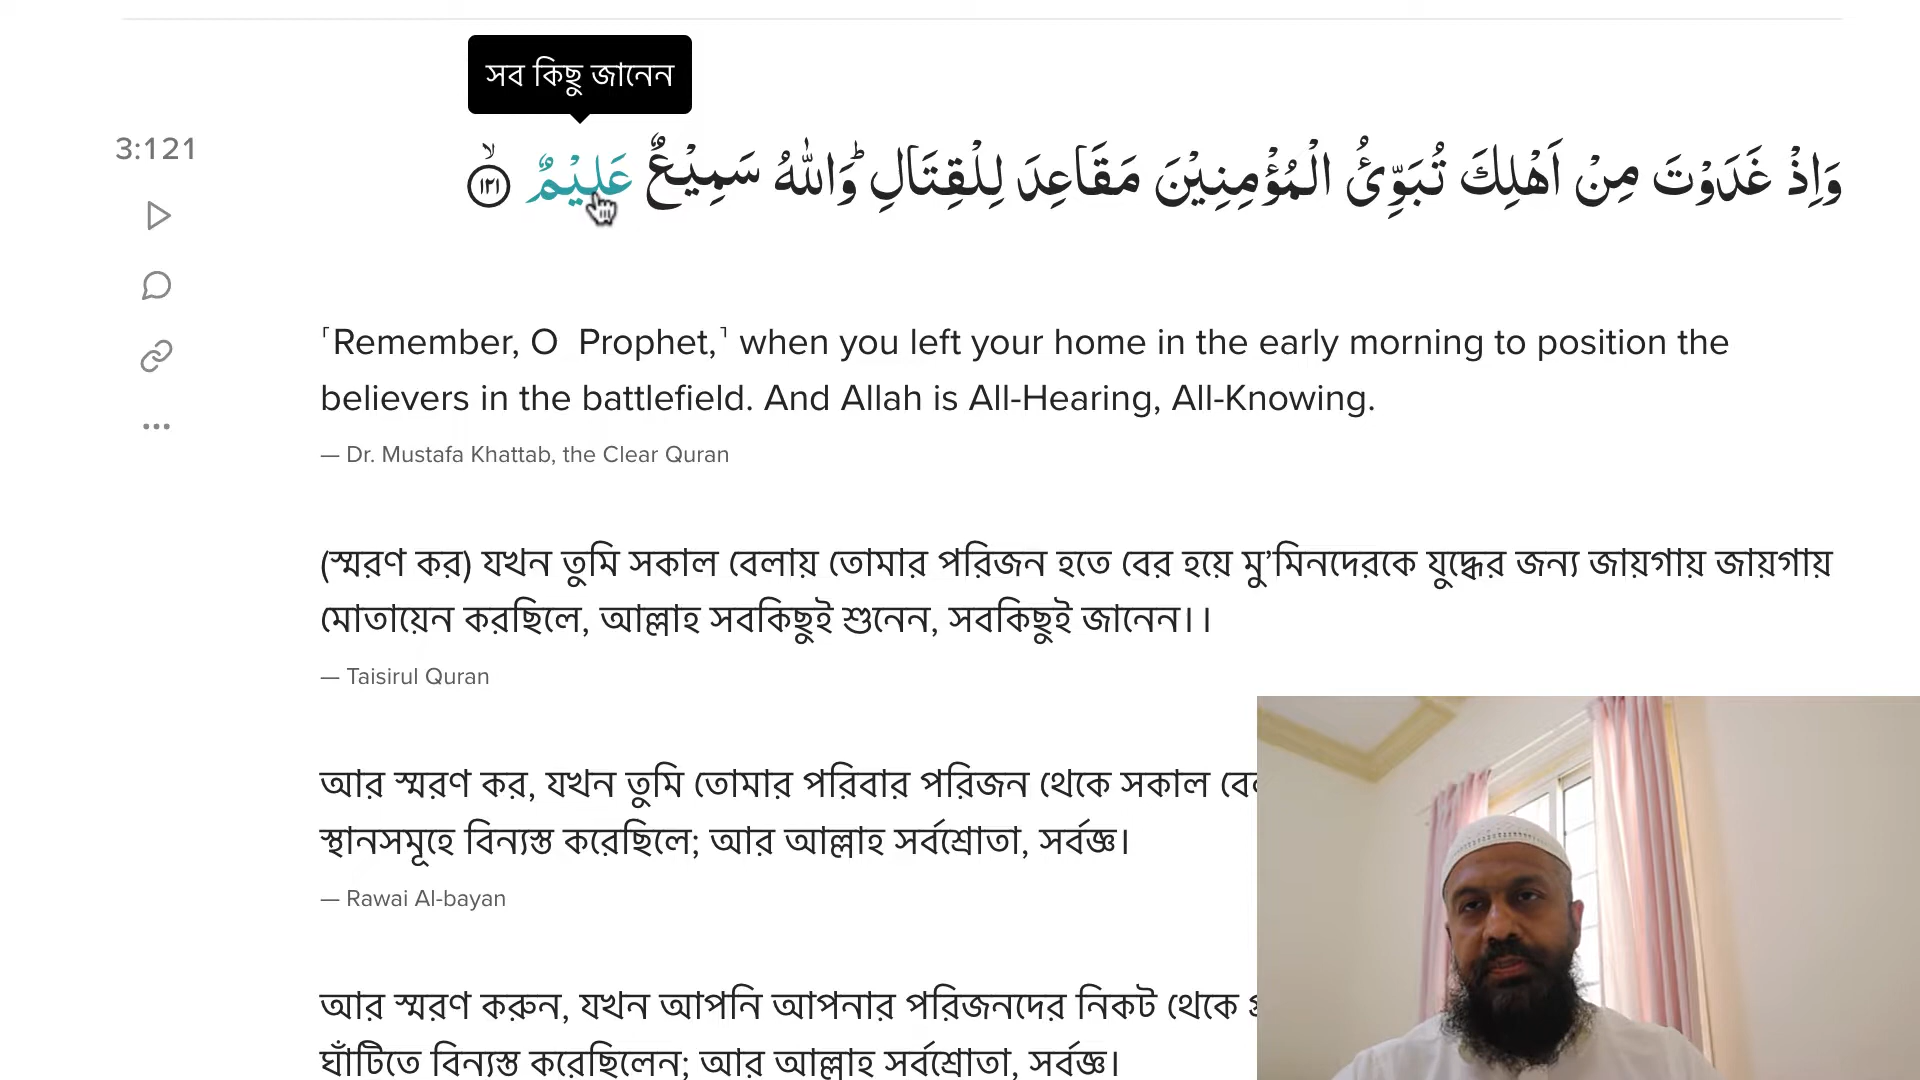 সব কিছু জানেন
3:121
وَاِذْ غَدَوْتَ مِنْ اَهْلِكَ تُبَوِّئُ الْمُؤْمِنِيْنَ مَقَاعِدَ لِلْقِتَالِ ؕ وَاللّٰهُ سَمِيْعٌ عَلِيْمٌ ۙ ١٢١
⸢Remember, O Prophet,⸣ when you left your home in the early morning to position the
believers in the battlefield. And Allah is All-Hearing, All-Knowing.
— Dr. Mustafa Khattab, the Clear Quran
(স্মরণ কর) যখন তুমি সকাল বেলায় তোমার পরিজন হতে বের হয়ে মু’মিনদেরকে যুদ্ধের জন্য জায়গায় জায়গায়
মোতায়েন করছিলে, আল্লাহ সবকিছুই শুনেন, সবকিছুই জানেন।।
— Taisirul Quran
আর স্মরণ কর, যখন তুমি তোমার পরিবার পরিজন থেকে সকাল
স্থানসমূহে বিন্যস্ত করেছিলে; আর আল্লাহ সর্বশ্রোতা, সর্বজ্ঞ।
— Rawai Al-bayan
আর স্মরণ করুন, যখন আপনি আপনার পরিজনদের নিকট থেকে
ঘাঁটিতে বিন্যস্ত করেছিলেন; আর আল্লাহ সর্বশ্রোতা, সর্বজ্ঞ।